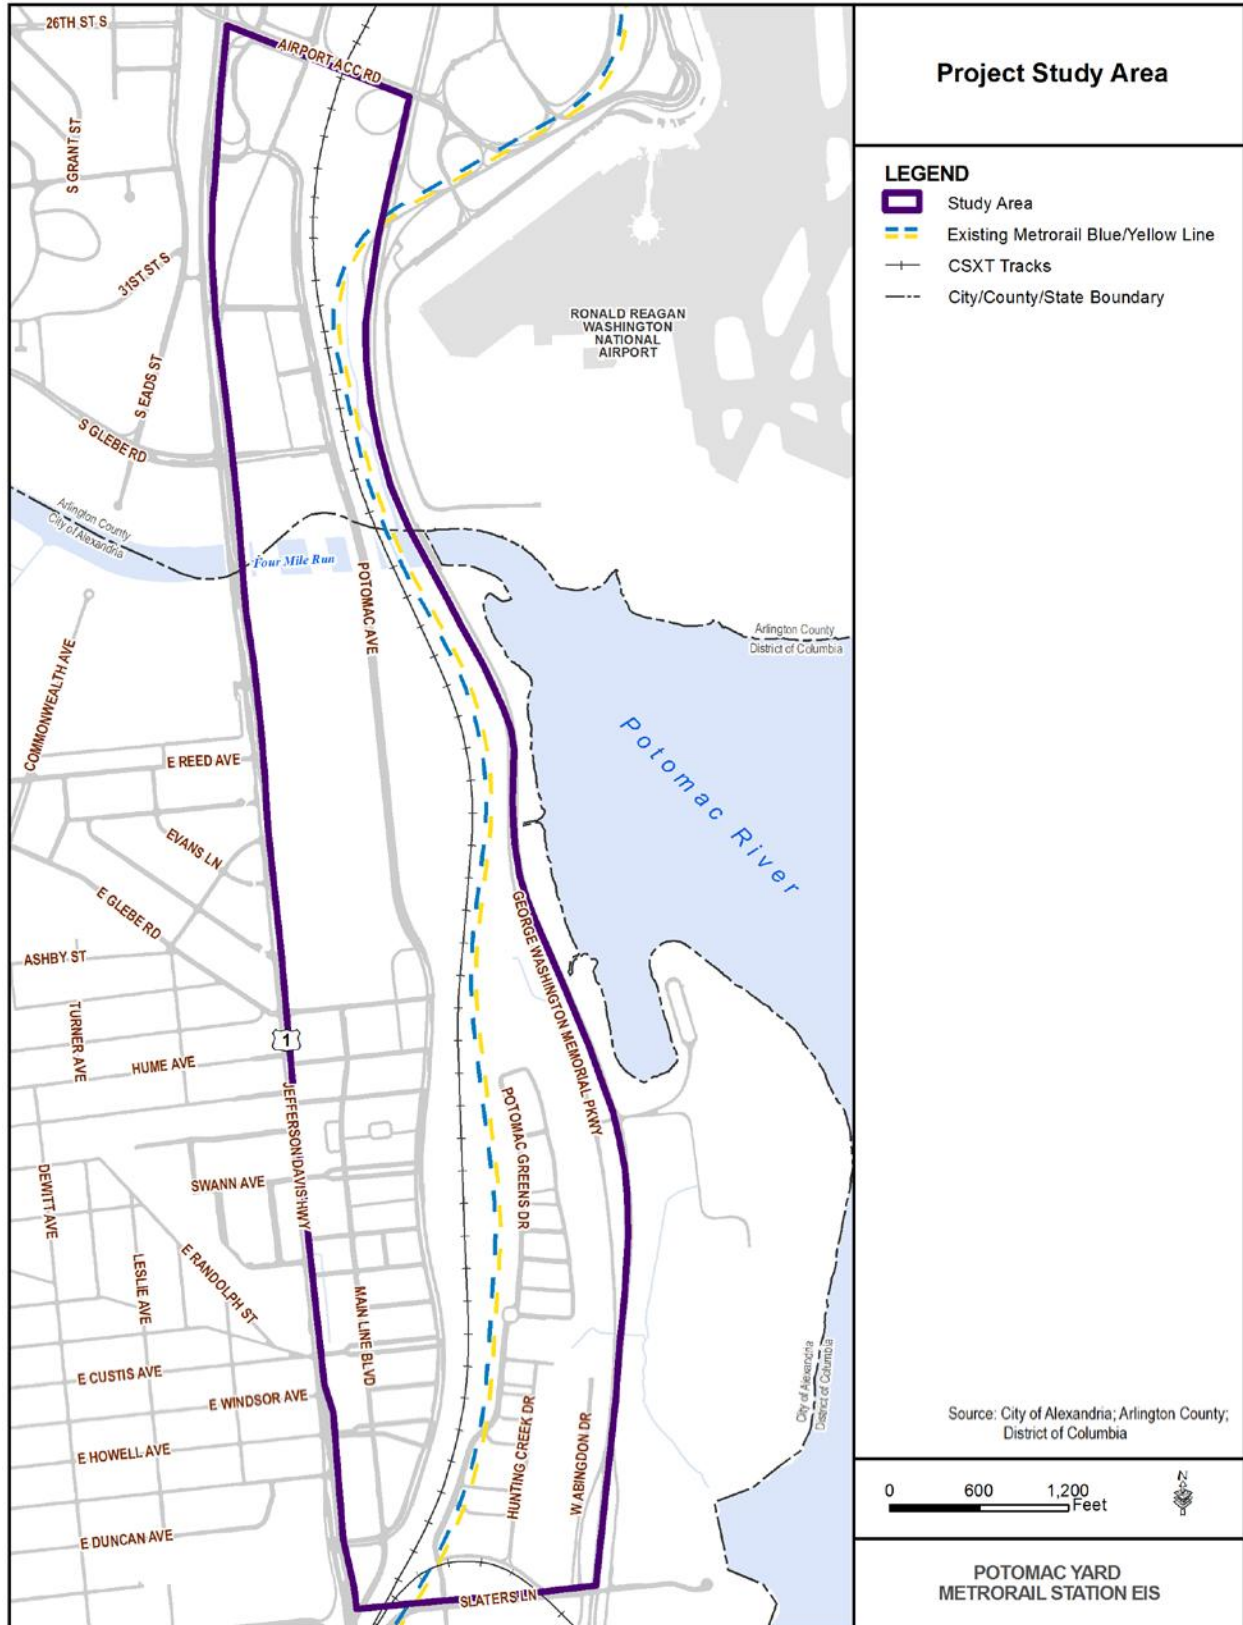 26TH ST S
AIRPORT ACC RD
S GRANT ST
31ST ST S
S EADS ST
S GLEBE RD
RONALD REAGAN
WASHINGTON
NATIONAL
AIRPORT
Arlington County
City of Alexandria
Four Mile Run
POTOMAC AVE
Arlington County
District of Columbia
COMMONWEALTH AVE
E REED AVE
Potomac River
EVANS LN
E GLEBE RD
ASHBY ST
GEORGE WASHINGTON MEMORIAL PKWY
TURNER AVE
1
HUME AVE
JEFFERSON DAVIS HWY
POTOMAC GREENS DR
SWANN AVE
DEWITT AVE
LESLIE AVE
E RANDOLPH ST
MAIN LINE BLVD
E CUSTIS AVE
E WINDSOR AVE
City of Alexandria
District of Columbia
E HOWELL AVE
HUNTING CREEK DR
W ABINGDON DR
E DUNCAN AVE
SLATERS LN
Project Study Area
LEGEND
Study Area
Existing Metrorail Blue/Yellow Line
CSXT Tracks
City/County/State Boundary
Source: City of Alexandria; Arlington County;
District of Columbia
0 600 1,200
Feet
N
POTOMAC YARD
METRORAIL STATION EIS